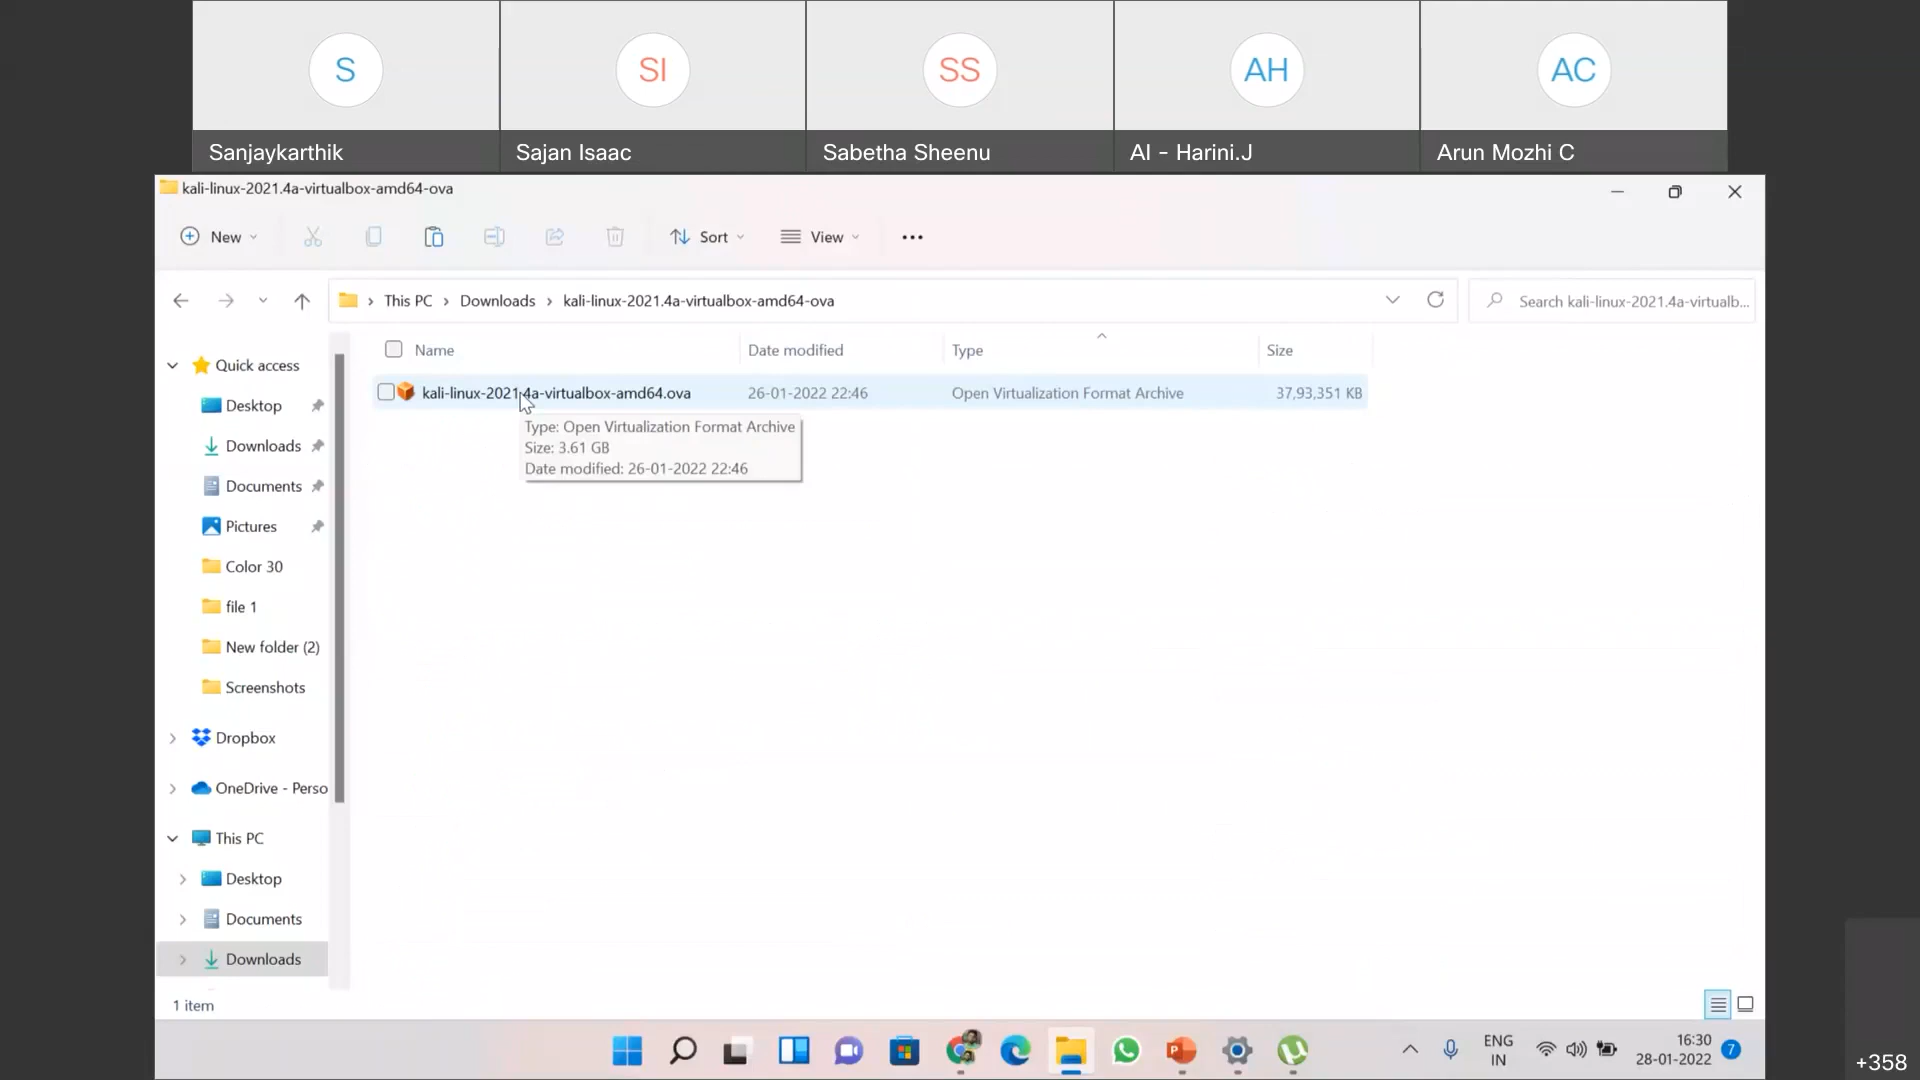 S
SI
SS
AH
AC
Sanjaykarthik
Sajan Isaac
Sabetha Sheenu
AI - Harini.J
Arun Mozhi C
kali-linux-2021.4a-virtualbox-amd64-ova
New
Sort
View
This PC
Downloads
kali-linux-2021.4a-virtualbox-amd64-ova
Search kali-linux-2021.4a-virtualb...
Name
Date modified
Type
Size
kali-linux-2021.4a-virtualbox-amd64.ova
26-01-2022 22:46
Open Virtualization Format Archive
37,93,351 KB
Type: Open Virtualization Format Archive
Size: 3.61 GB
Date modified: 26-01-2022 22:46
Quick access
Desktop
Downloads
Documents
Pictures
Color 30
file 1
New folder (2)
Screenshots
Dropbox
OneDrive - Perso
This PC
Desktop
Documents
Downloads
1 item
ENG
IN
16:30
28-01-2022
7
+358